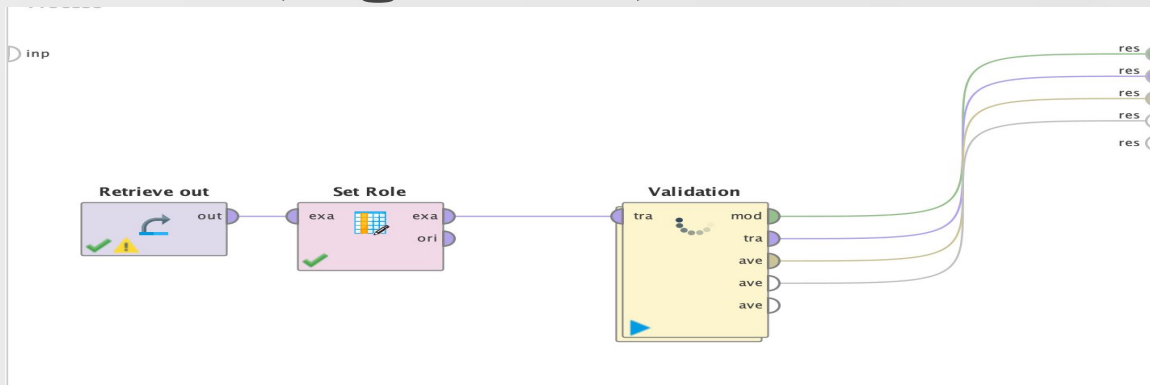 inp
res
res
res
res
res
Retrieve out
Set Role
Validation
out
exa
exa
ori
tra
mod
tra
ave
ave
ave